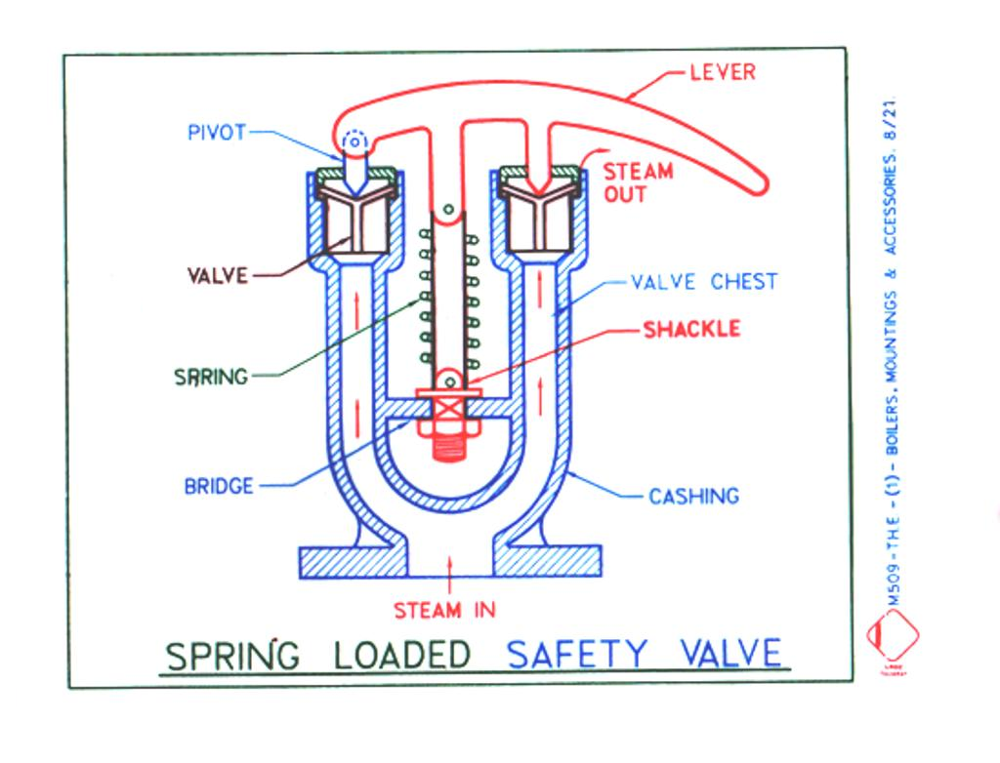 LEVER
PIVOT
STEAM
OUT
VALVE
VALVE CHEST
SHACKLE
SPRING
BRIDGE
CASHING
STEAM IN
SPRING LOADED SAFETY VALVE
M509-THE-(1)- BOILERS, MOUNTINGS & ACCESSORIES. 8/21.